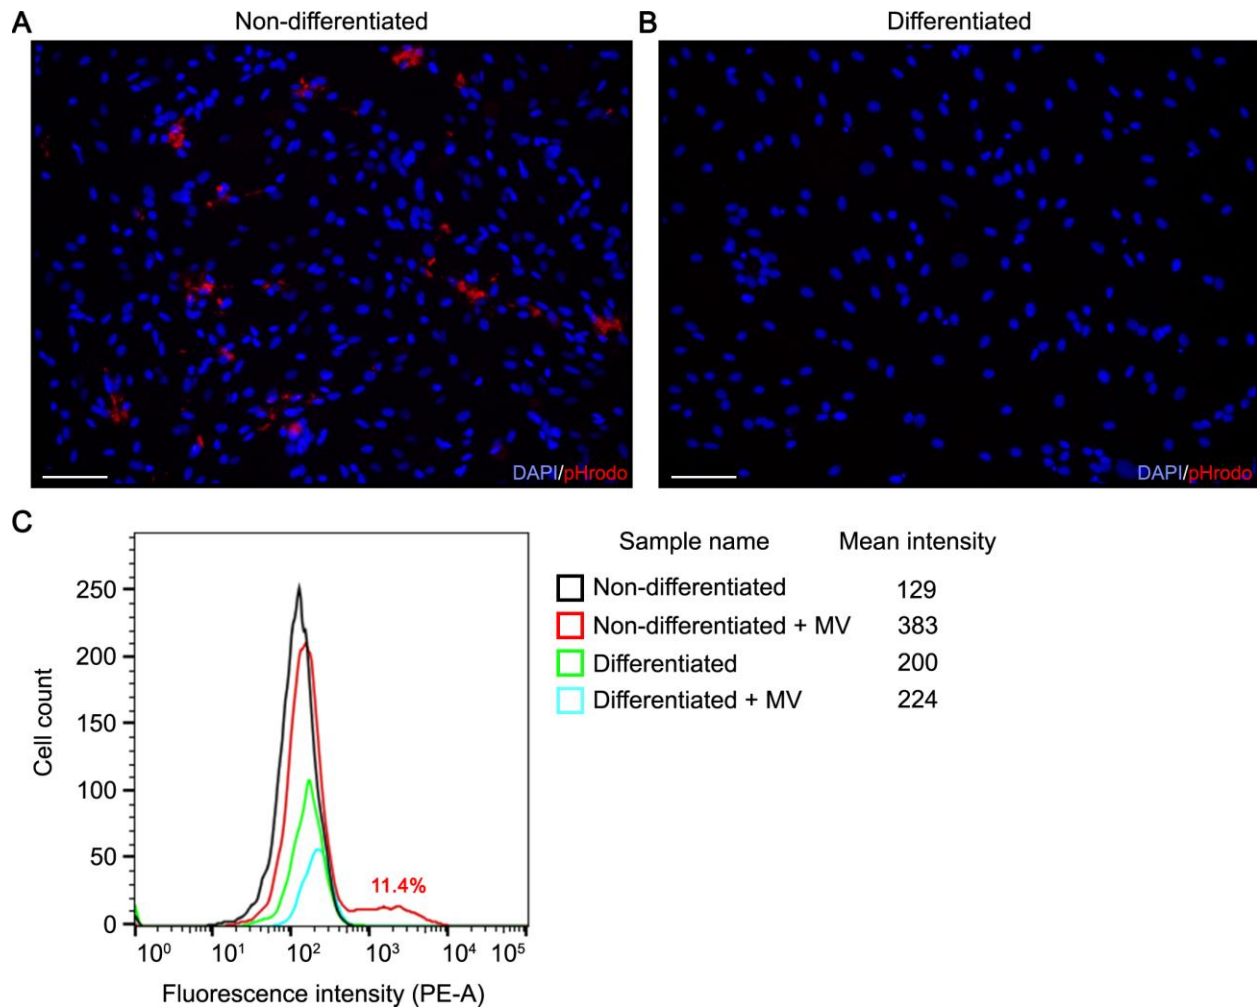 A
Non-differentiated
B
Differentiated
DAPI/pHrodo
DAPI/pHrodo
C
Cell count
250
200
150
100
50
0
11.4%
10⁰ 10¹ 10² 10³ 10⁴ 10⁵
Fluorescence intensity (PE-A)
Sample name Mean intensity
Non-differentiated 129
Non-differentiated + MV 383
Differentiated 200
Differentiated + MV 224